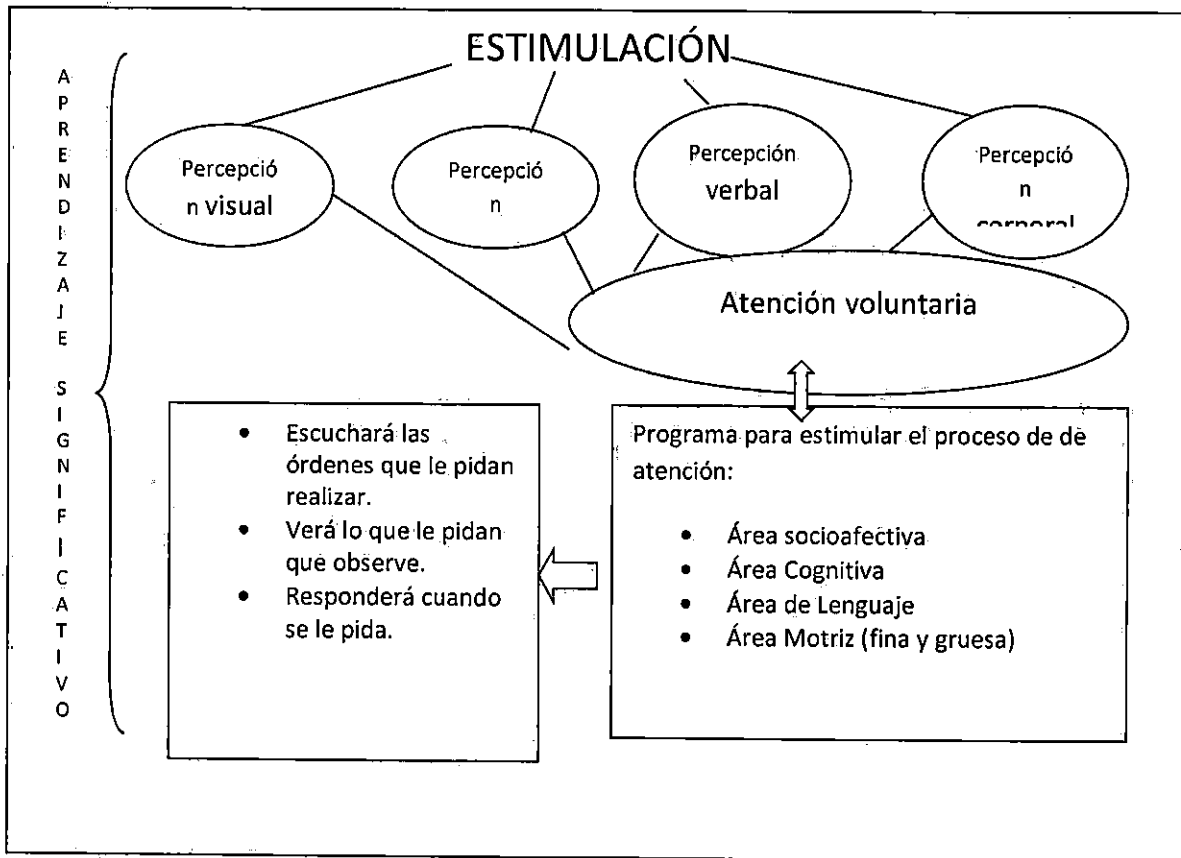 ESTIMULACIÓN
APRENDIZAJE SIGNIFICATIVO
Percepció
n visual
Percepció
n
Percepción
verbal
Percepció
n
corporal
Atención voluntaria
• Escuchará las
órdenes que le pidan
realizar.
• Verá lo que le pidan
que observe.
• Responderá cuando
se le pida.
Programa para estimular el proceso de de
atención:
• Área socioafectiva
• Área Cognitiva
• Área de Lenguaje
• Área Motriz (fina y gruesa)